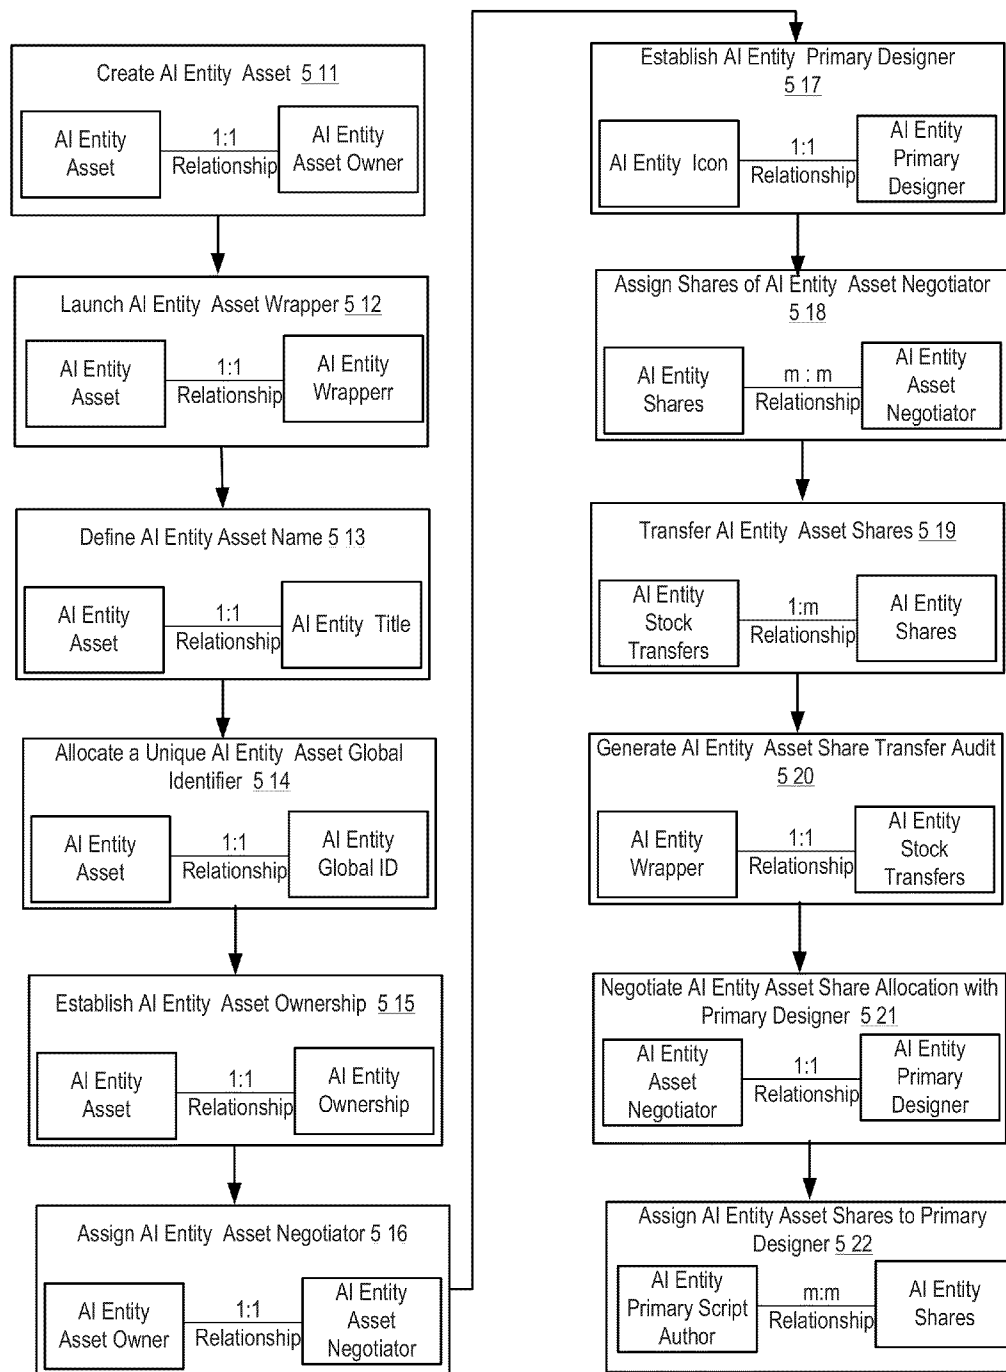 Create AI Entity Asset 5 11
AI Entity
Asset
1:1
Relationship
AI Entity
Asset Owner
Launch AI Entity Asset Wrapper 5 12
AI Entity
Asset
1:1
Relationship
AI Entity
Wrapperr
Define AI Entity Asset Name 5 13
AI Entity
Asset
1:1
Relationship
AI Entity Title
Allocate a Unique AI Entity Asset Global
Identifier 5 14
AI Entity
Asset
1:1
Relationship
AI Entity
Global ID
Establish AI Entity Asset Ownership 5 15
AI Entity
Asset
1:1
Relationship
AI Entity
Ownership
Assign AI Entity Asset Negotiator 5 16
AI Entity
Asset Owner
1:1
Relationship
AI Entity
Asset
Negotiator
Establish AI Entity Primary Designer
5 17
AI Entity Icon
1:1
Relationship
AI Entity
Primary
Designer
Assign Shares of AI Entity Asset Negotiator
5 18
AI Entity
Shares
m : m
Relationship
AI Entity
Asset
Negotiator
Transfer AI Entity Asset Shares 5 19
AI Entity
Stock
Transfers
1:m
Relationship
AI Entity
Shares
Generate AI Entity Asset Share Transfer Audit
5 20
AI Entity
Wrapper
1:1
Relationship
AI Entity
Stock
Transfers
Negotiate AI Entity Asset Share Allocation with
Primary Designer 5 21
AI Entity
Asset
Negotiator
1:1
Relationship
AI Entity
Primary
Designer
Assign AI Entity Asset Shares to Primary
Designer 5 22
AI Entity
Primary Script
Author
m:m
Relationship
AI Entity
Shares